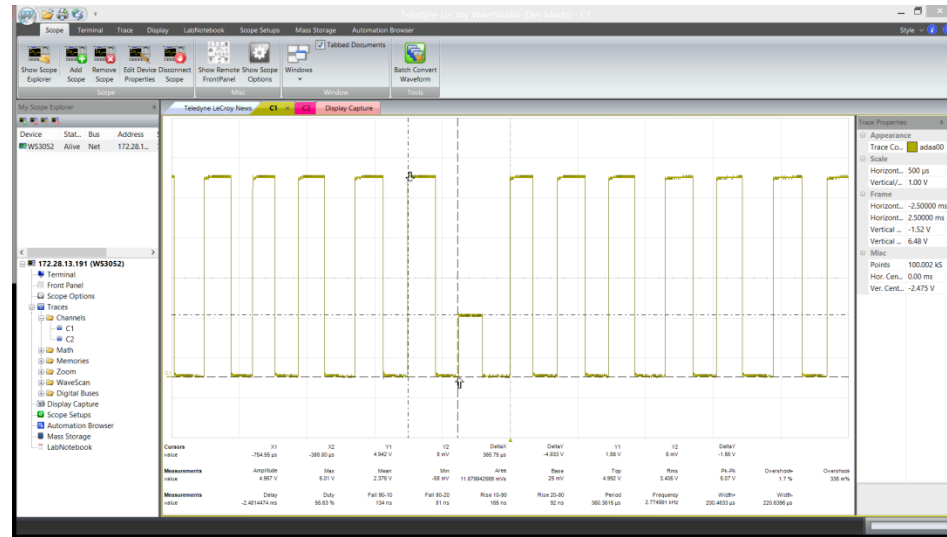 Teledyne LeCroy WaveStudio (Dev Mode) - C1
Scope Terminal Trace Display LabNotebook Scope Setups Mass Storage Automation Browser
Style
Tabbed Documents
Show Scope Explorer
Add Scope
Remove Scope
Edit Device Properties
Disconnect Scope
Show Remote FrontPanel
Show Scope Options
Windows
Batch Convert Waveform
Scope Misc Window Tools
My Scope Explorer
Teledyne LeCroy News C1 C2 Display Capture
Device Stat... Bus Address
WS3052 Alive Net 172.28.1...
172.28.13.191 (WS3052)
Terminal
Front Panel
Scope Options
Traces
Channels
C1
C2
Math
Memories
Zoom
WaveScan
Digital Buses
Display Capture
Scope Setups
Automation Browser
Mass Storage
LabNotebook
Trace Properties
Appearance
Trace Co... adaa00
Scale
Horizont... 500 µs
Vertical/... 1.00 V
Frame
Horizont... -2.50000 ms
Horizont... 2.50000 ms
Vertical ... -1.52 V
Vertical ... 6.48 V
Misc
Points 100.002 kS
Hor. Cen... 0.00 ms
Ver. Cent... -2.475 V
Cursors X1 X2 Y1 Y2 DeltaX DeltaY Y1 Y2 DeltaY
value -754.55 µs -388.80 µs 4.942 V 8 mV 365.75 µs -4.933 V 1.58 V 5 mV -1.58 V
Measurements Amplitude Max Mean Min Area Base Top Rms Pk-Pk Overshoot+ Overshoot-
value 4.967 V 5.01 V 2.376 V -58 mV 25 mV 4.992 V 3.405 V 5.07 V 1.7 % 338 m%
Measurements Delay Duty Fall 90-10 Fall 80-20 Rise 10-90 Rise 20-80 Period Frequency Width+ Width-
value -2.4814474 ms 55.63 % 134 ns 81 ns 165 ns 92 ns 360.3615 µs 2.774991 kHz 200.4633 µs 220.6396 µs